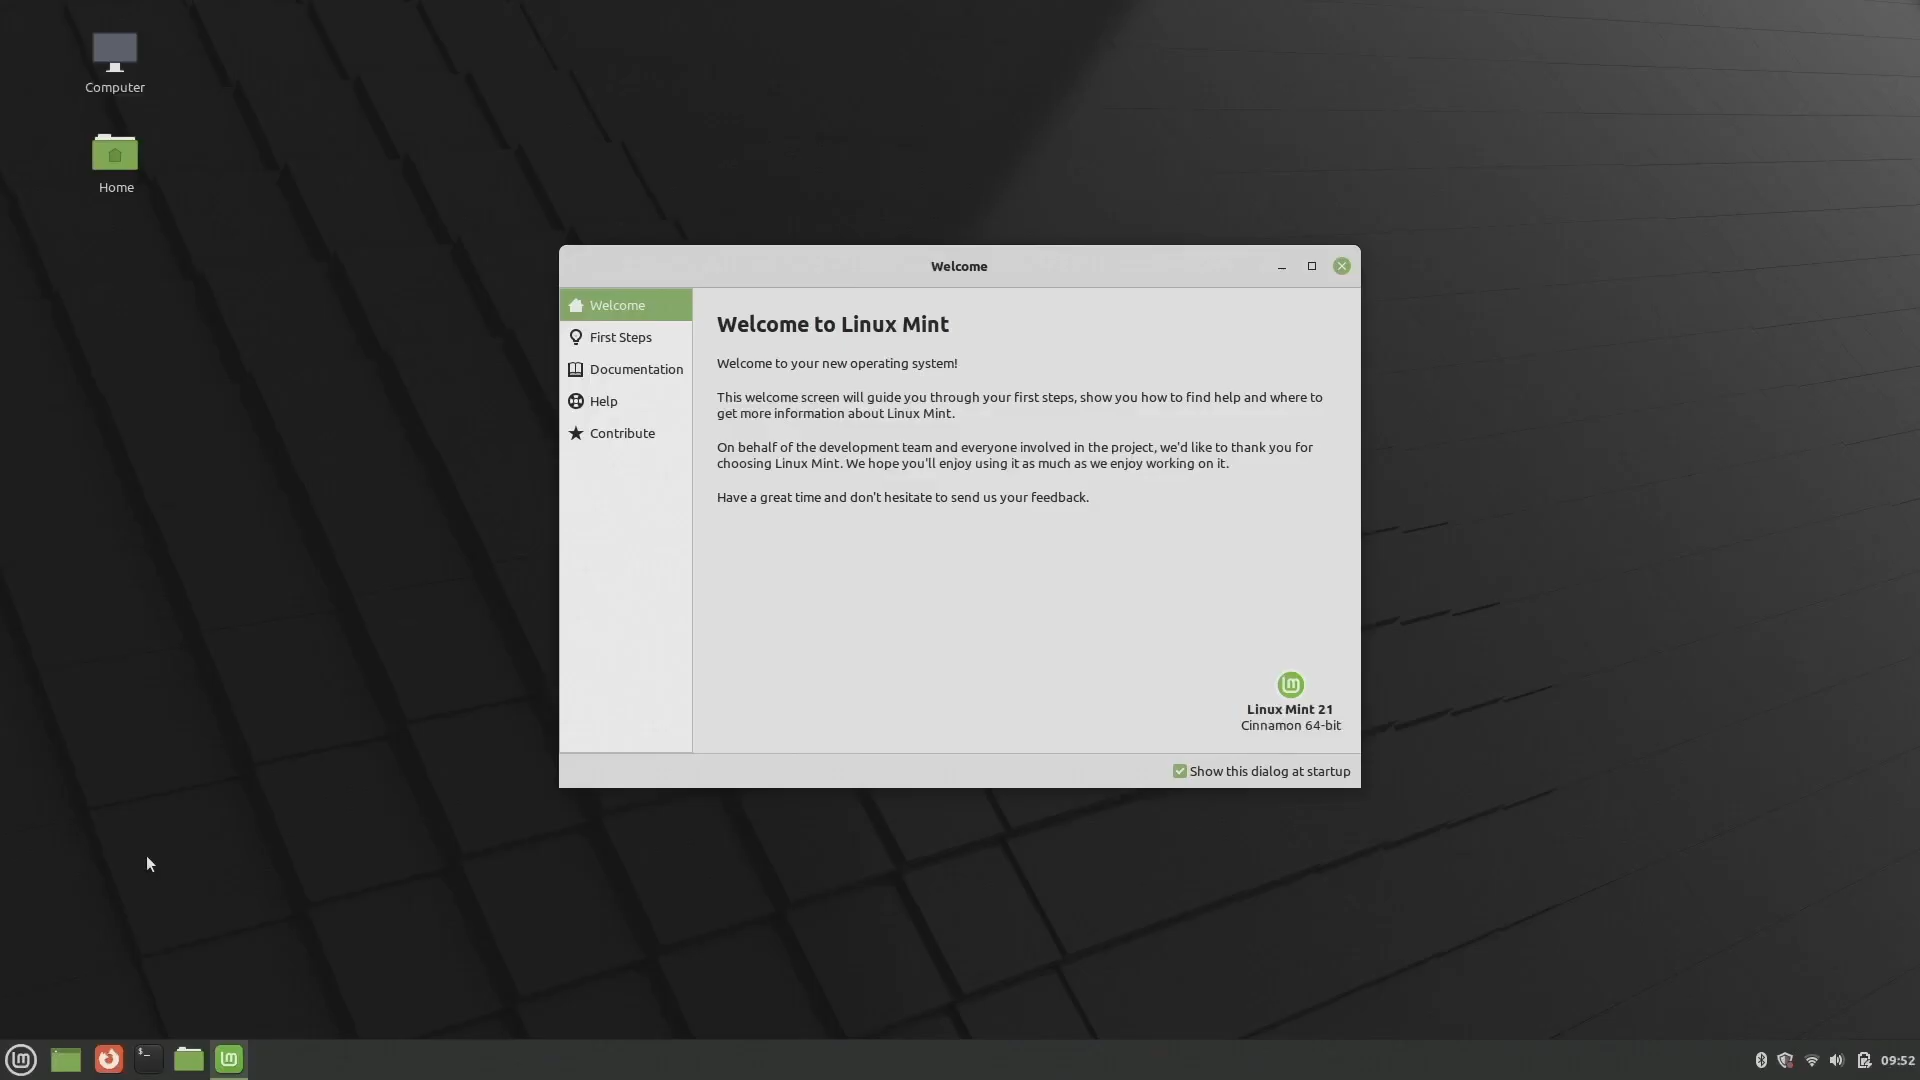 Computer
Home
Welcome
Welcome
First Steps
Documentation
Help
Contribute
Welcome to Linux Mint
Welcome to your new operating system!
This welcome screen will guide you through your first steps, show you how to find help and where to
get more information about Linux Mint.
On behalf of the development team and everyone involved in the project, we'd like to thank you for
choosing Linux Mint. We hope you'll enjoy using it as much as we enjoy working on it.
Have a great time and don't hesitate to send us your feedback.
Linux Mint 21
Cinnamon 64-bit
Show this dialog at startup
$_
09:52